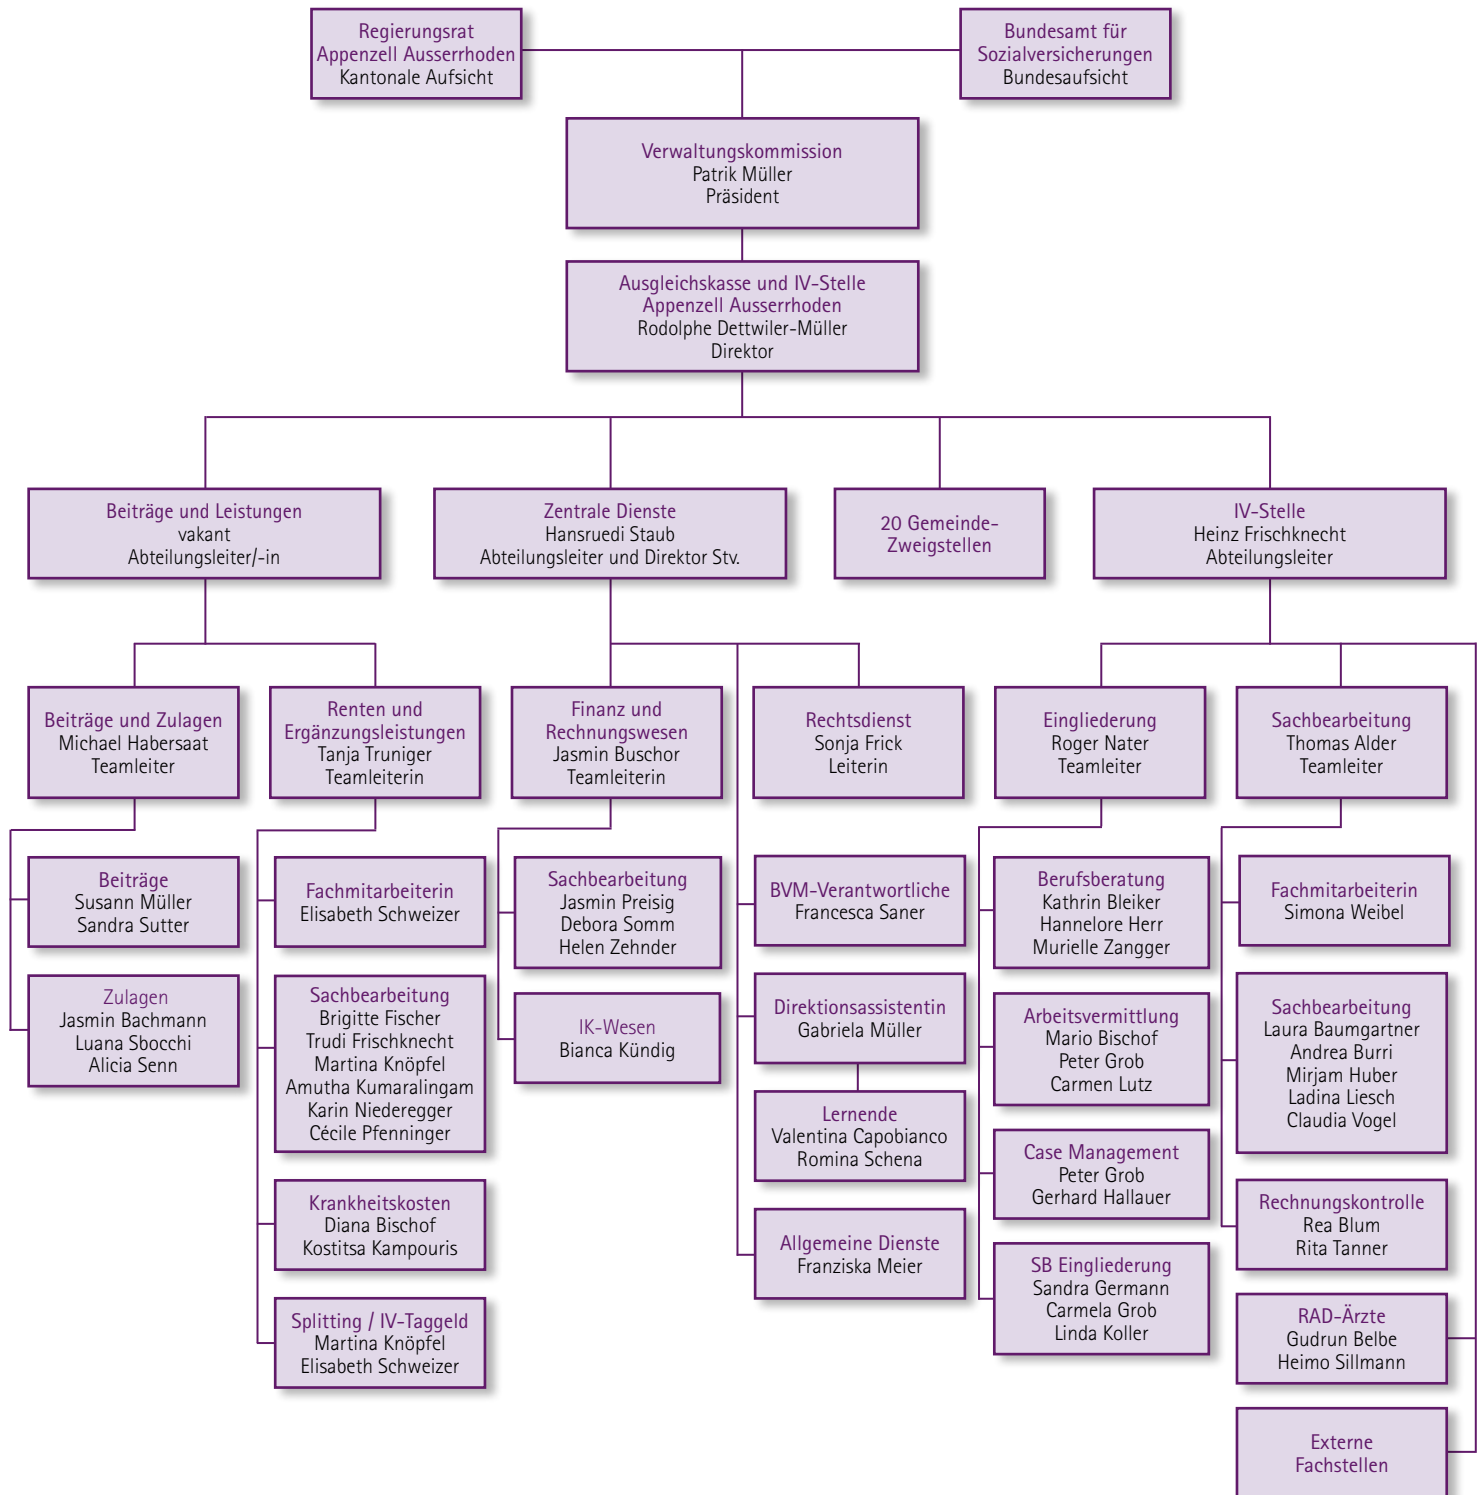 Regierungsrat
Appenzell Ausserrhoden
Kantonale Aufsicht
Bundesamt für
Sozialversicherungen
Bundesaufsicht
Verwaltungskommission
Patrik Müller
Präsident
Ausgleichskasse und IV-Stelle
Appenzell Ausserrhoden
Rodolphe Dettwiler-Müller
Direktor
Beiträge und Leistungen
vakant
Abteilungsleiter/-in
Zentrale Dienste
Hansruedi Staub
Abteilungsleiter und Direktor Stv.
20 Gemeinde-
Zweigstellen
IV-Stelle
Heinz Frischknecht
Abteilungsleiter
Beiträge und Zulagen
Michael Habersaat
Teamleiter
Renten und
Ergänzungsleistungen
Tanja Truniger
Teamleiterin
Finanz und
Rechnungswesen
Jasmin Buschor
Teamleiterin
Rechtsdienst
Sonja Frick
Leiterin
Eingliederung
Roger Nater
Teamleiter
Sachbearbeitung
Thomas Alder
Teamleiter
Beiträge
Susann Müller
Sandra Sutter
Zulagen
Jasmin Bachmann
Luana Sbocchi
Alicia Senn
Fachmitarbeiterin
Elisabeth Schweizer
Sachbearbeitung
Brigitte Fischer
Trudi Frischknecht
Martina Knöpfel
Amutha Kumaralingam
Karin Niederegger
Cécile Pfenninger
Krankheitskosten
Diana Bischof
Kostitsa Kampouris
Splitting / IV-Taggeld
Martina Knöpfel
Elisabeth Schweizer
Sachbearbeitung
Jasmin Preisig
Debora Somm
Helen Zehnder
IK-Wesen
Bianca Kündig
BVM-Verantwortliche
Francesca Saner
Direktionsassistentin
Gabriela Müller
Lernende
Valentina Capobianco
Romina Schena
Allgemeine Dienste
Franziska Meier
Berufsberatung
Kathrin Bleiker
Hannelore Herr
Murielle Zangger
Arbeitsvermittlung
Mario Bischof
Peter Grob
Carmen Lutz
Case Management
Peter Grob
Gerhard Hallauer
SB Eingliederung
Sandra Germann
Carmela Grob
Linda Koller
Fachmitarbeiterin
Simona Weibel
Sachbearbeitung
Laura Baumgartner
Andrea Burri
Mirjam Huber
Ladina Liesch
Claudia Vogel
Rechnungskontrolle
Rea Blum
Rita Tanner
RAD-Ärzte
Gudrun Belbe
Heimo Sillmann
Externe
Fachstellen